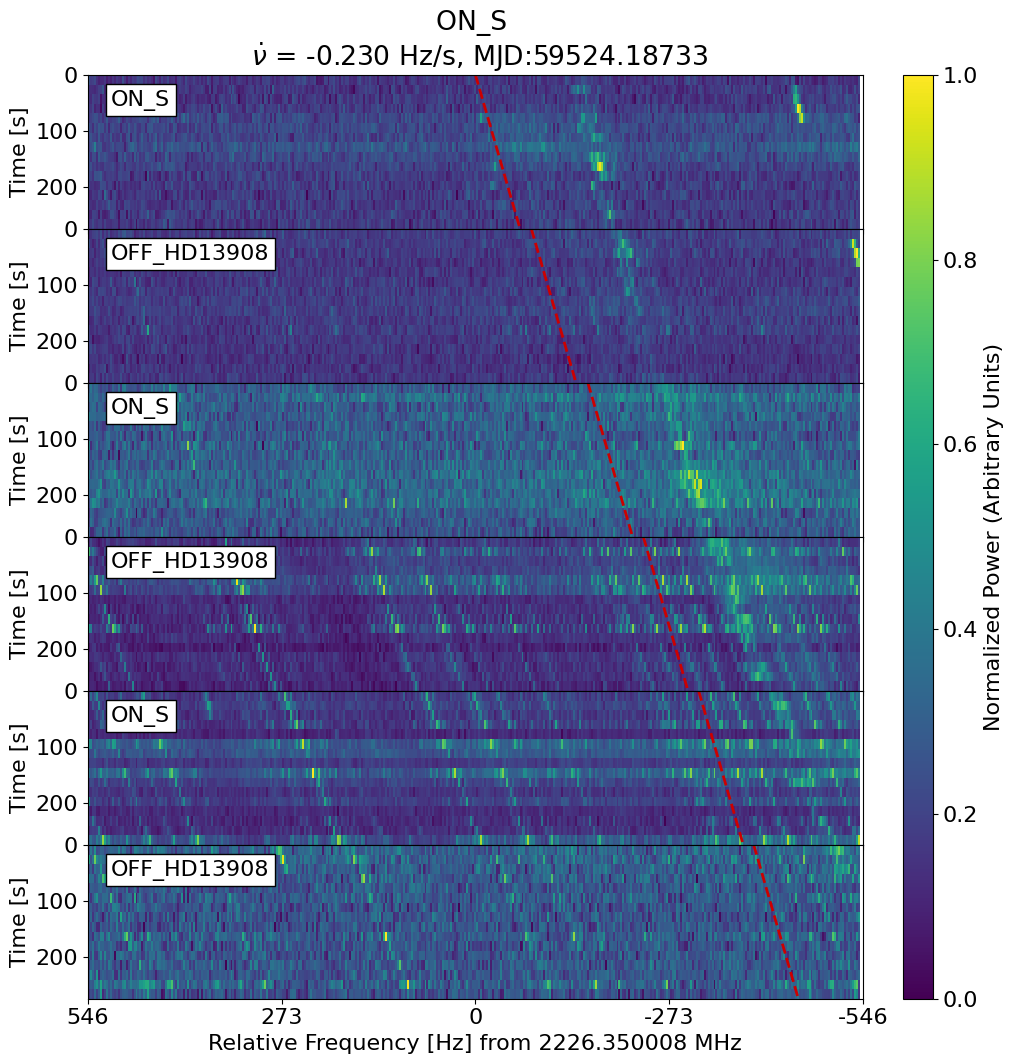 ON_S
ν̇ = -0.230 Hz/s, MJD:59524.18733
0
100
200
Time [s]
ON_S
0
100
200
Time [s]
OFF_HD13908
0
100
200
Time [s]
ON_S
0
100
200
Time [s]
OFF_HD13908
0
100
200
Time [s]
ON_S
0
100
200
Time [s]
OFF_HD13908
546
273
0
-273
-546
Relative Frequency [Hz] from 2226.350008 MHz
1.0
0.8
0.6
0.4
0.2
0.0
Normalized Power (Arbitrary Units)